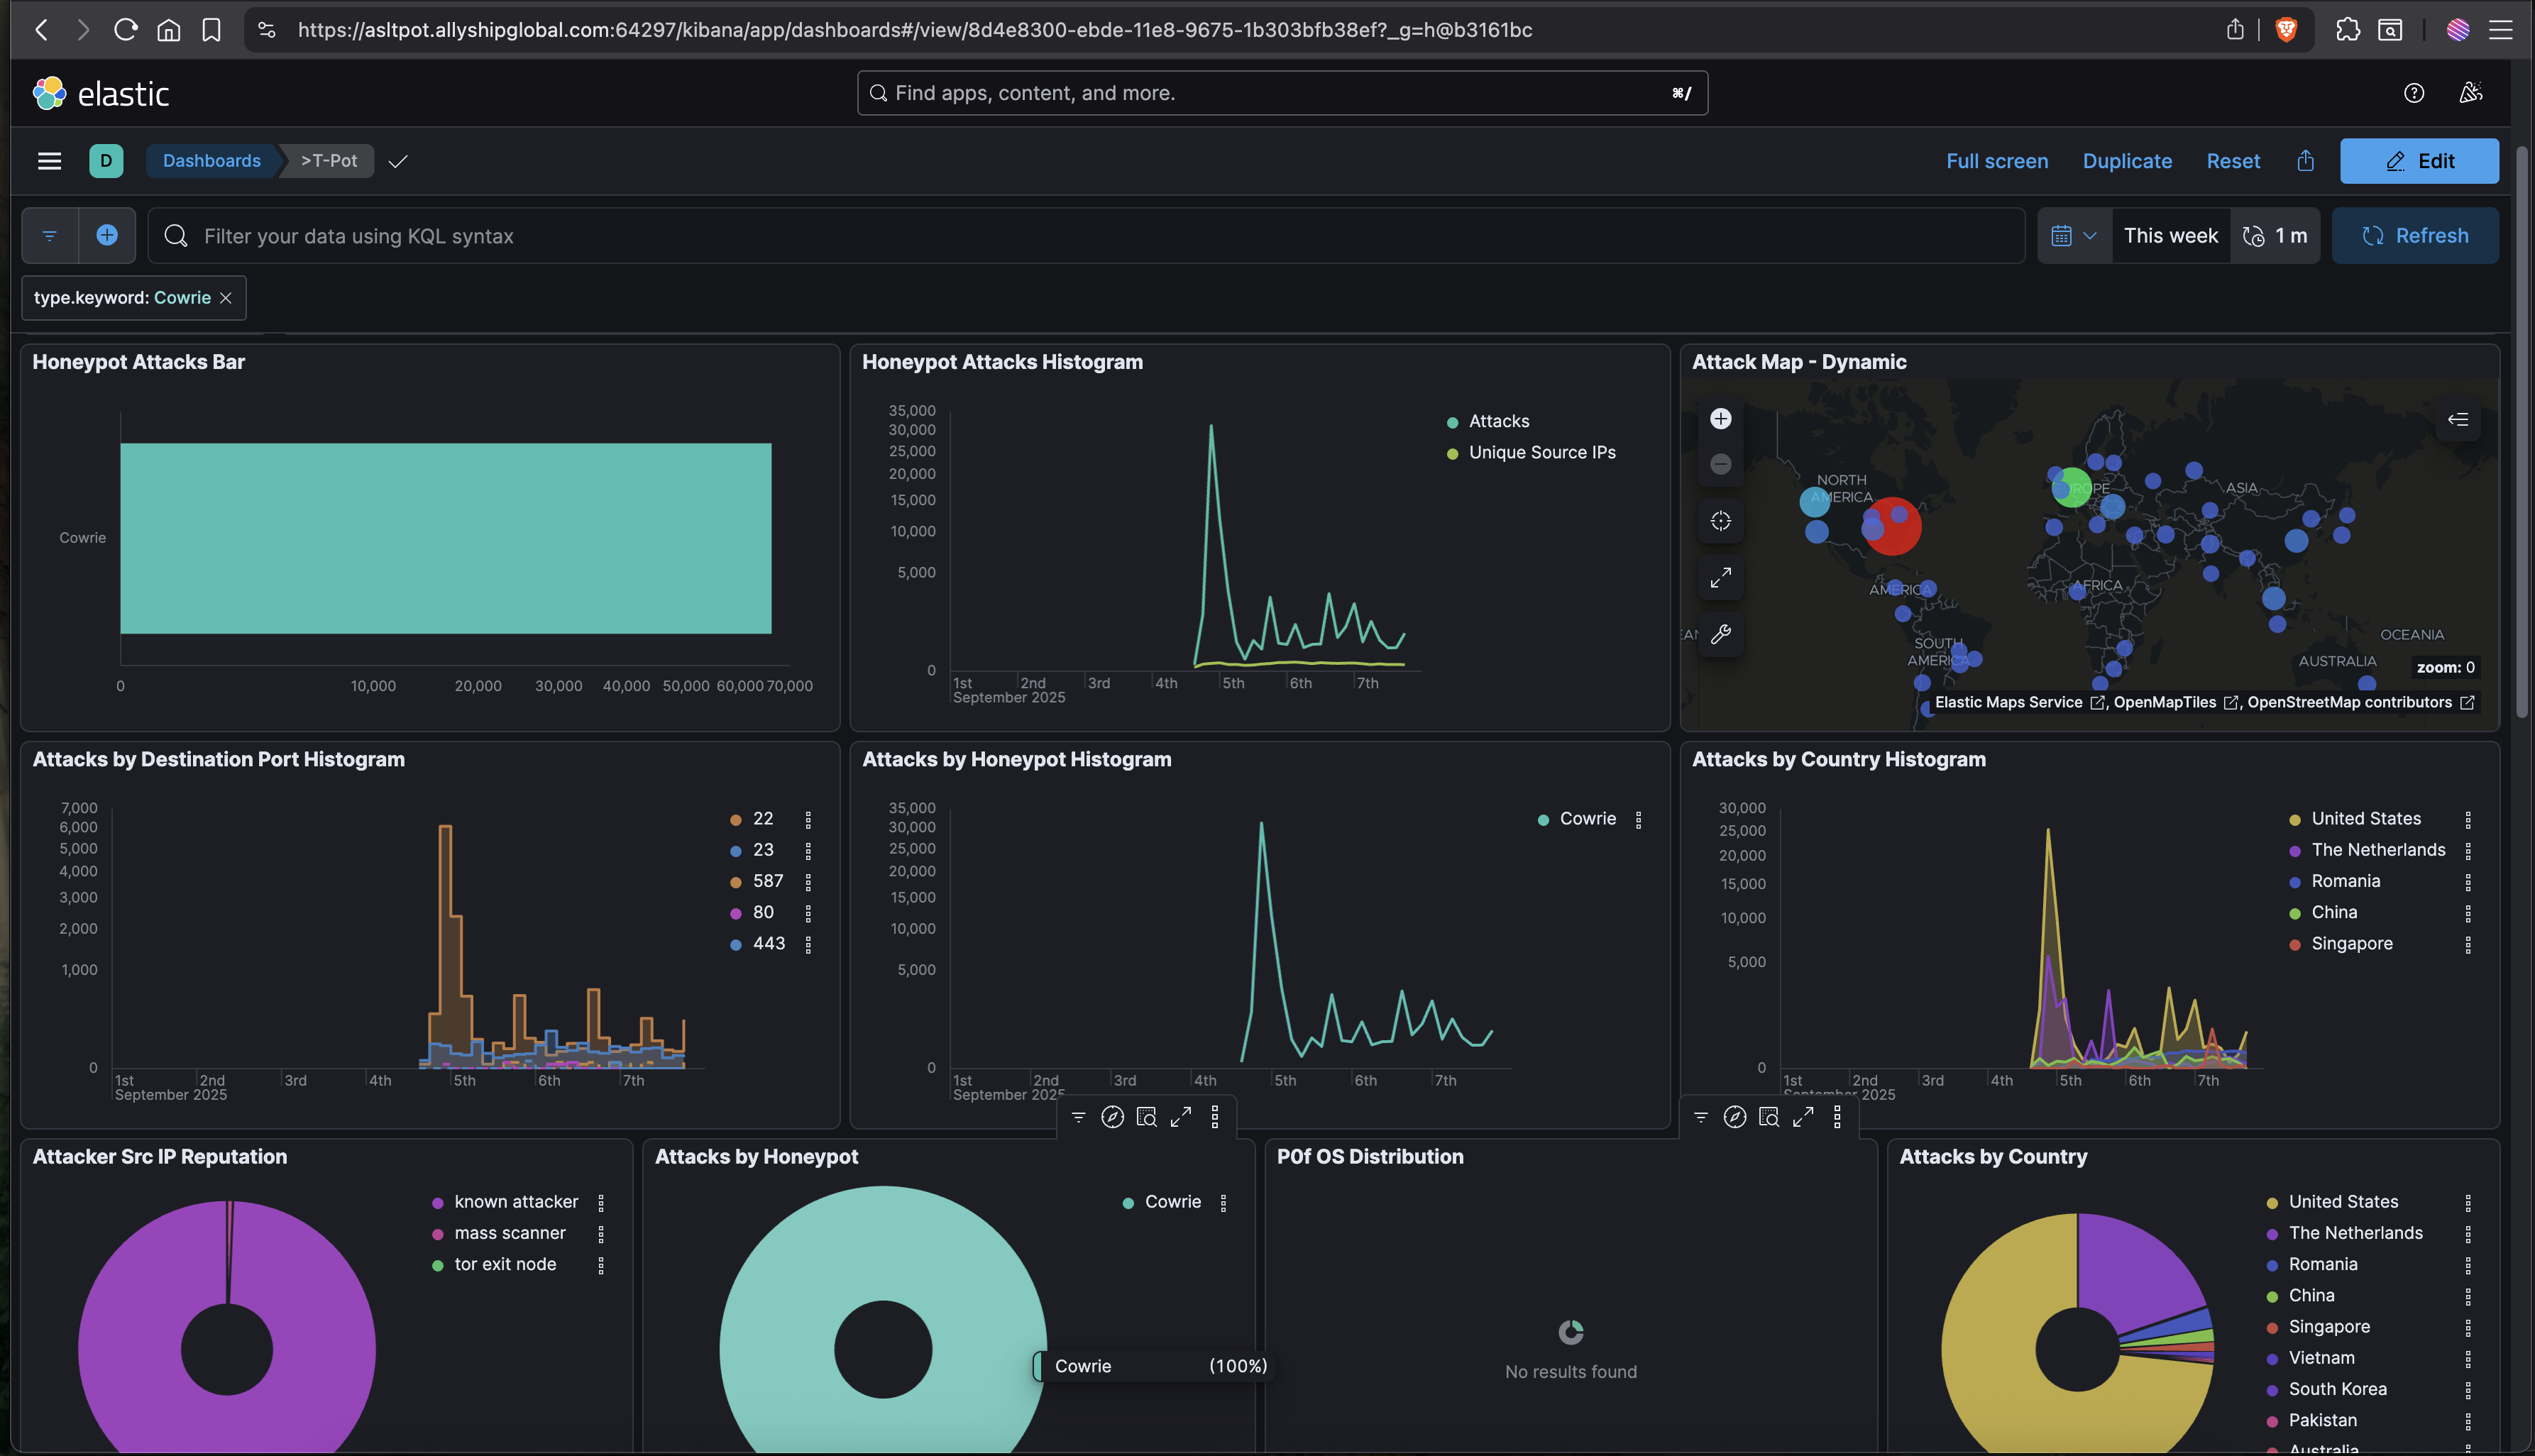 https://asltpot.allyshipglobal.com:64297/kibana/app/dashboards#/view/8d4e8300-ebde-11e8-9675-1b303bfb38ef?_g=h@b3161bc
elastic
Find apps, content, and more.
⌘/
D
Dashboards
>T-Pot
Full screen
Duplicate
Reset
Edit
Filter your data using KQL syntax
This week
1 m
Refresh
type.keyword: Cowrie
Honeypot Attacks Bar
Cowrie
0
10,000
20,000
30,000
40,000
50,000
60,000
70,000
Honeypot Attacks Histogram
35,000
30,000
25,000
20,000
15,000
10,000
5,000
0
1st
2nd
3rd
4th
5th
6th
7th
September 2025
Attacks
Unique Source IPs
Attack Map - Dynamic
NORTH
AMERICA
ASIA
AMERICA
AFRICA
SOUTH
AMERICA
OCEANIA
AUSTRALIA
zoom: 0
Elastic Maps Service , OpenMapTiles , OpenStreetMap contributors
Attacks by Destination Port Histogram
7,000
6,000
5,000
4,000
3,000
2,000
1,000
0
1st
2nd
3rd
4th
5th
6th
7th
September 2025
22
23
587
80
443
Attacks by Honeypot Histogram
35,000
30,000
25,000
20,000
15,000
10,000
5,000
0
1st
2nd
3rd
4th
5th
6th
7th
September 2025
Cowrie
Attacks by Country Histogram
30,000
25,000
20,000
15,000
10,000
5,000
0
1st
2nd
3rd
4th
5th
6th
7th
September 2025
United States
The Netherlands
Romania
China
Singapore
Attacker Src IP Reputation
known attacker
mass scanner
tor exit node
Attacks by Honeypot
Cowrie
Cowrie (100%)
P0f OS Distribution
No results found
Attacks by Country
United States
The Netherlands
Romania
China
Singapore
Vietnam
South Korea
Pakistan
Australia